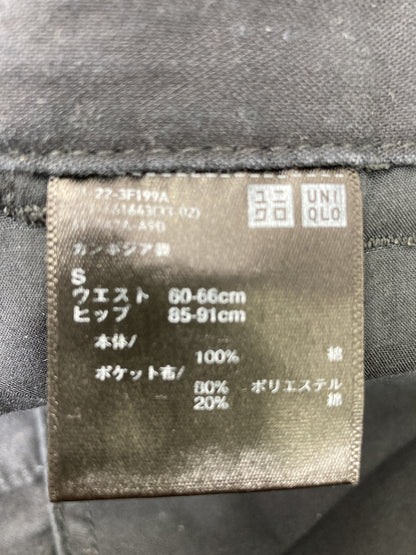 22-3F199A
ユニクロ UNIQLO
カンボジア製
S
ウエスト 60-66cm
ヒップ 85-91cm
本体/
100% 綿
ポケット布/
80% ポリエステル
20% 綿